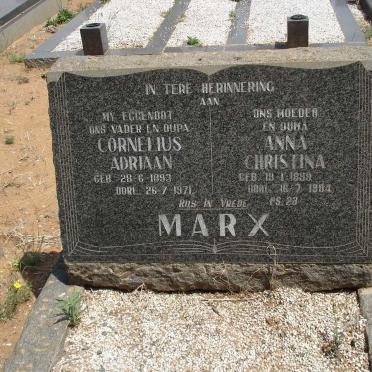 IN TERE HERINNERING
AAN
MY EGGENOOT
ONS VADER EN OUPA
CORNELIUS
ADRIAAN
GEB. 28-6-1893
OORL. 26-7-1971
ONS MOEDER
EN OUMA
ANNA
CHRISTINA
GEB. 19-1-1899
OORL. 16-7-1984
RUS IN VREDE
PS. 23
MARX